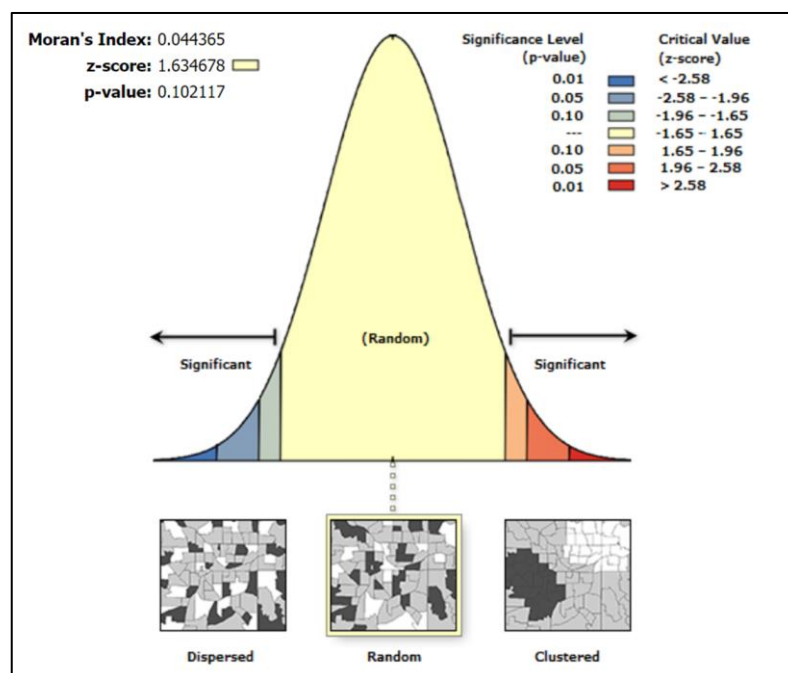 Moran's Index: 0.044365
z-score: 1.634678
p-value: 0.102117
Significance Level (p-value)
Critical Value (z-score)
0.01 < -2.58
0.05 -2.58 – -1.96
0.10 -1.96 – -1.65
--- -1.65 – 1.65
0.10 1.65 – 1.96
0.05 1.96 – 2.58
0.01 > 2.58
(Random)
Significant
Significant
Dispersed
Random
Clustered